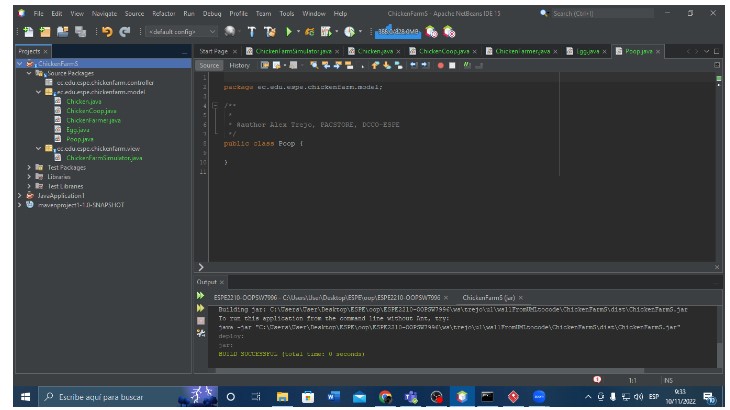 File Edit View Navigate Source Refactor Run Debug Profile Team Tools Window Help
ChickenFarmS - Apache NetBeans IDE 15
Search (Ctrl+I)
<default config>
Projects ×
Start Page × ChickenFarmSimulator.java × Chicken.java × ChickenCoop.java × ChickenFarmer.java × Egg.java × Poop.java ×
ChickenFarmS
Source Packages
ec.edu.espe.chickenfarm.controller
ec.edu.espe.chickenfarm.model
Chicken.java
ChickenCoop.java
ChickenFarmer.java
Egg.java
Poop.java
ec.edu.espe.chickenfarm.view
ChickenFarmSimulator.java
Test Packages
Libraries
Test Libraries
JavaApplication1
mavenproject1-1.0-SNAPSHOT
Source History
1
2 package ec.edu.espe.chickenfarm.model;
3
4 /**
5 *
6 * @author Alex Trejo, PACSTORE, DCCO-ESPE
7 */
8 public class Poop {
9
10 }
11
Output ×
ESPE2210-OOPSW7996 - C:\Users\User\Desktop\ESPE\oop\ESPE2210-OOPSW7996 × ChickenFarmS (jar) ×
Building jar: C:\Users\User\Desktop\ESPE\oop\ESPE2210-OOPSW7996\ws\trejo\u1\ws11FromUMLtocode\ChickenFarmS\dist\ChickenFarmS.jar
To run this application from the command line without Ant, try:
java -jar "C:\Users\User\Desktop\ESPE\oop\ESPE2210-OOPSW7996\ws\trejo\u1\ws11FromUMLtocode\ChickenFarmS\dist\ChickenFarmS.jar"
deploy:
jar:
BUILD SUCCESSFUL (total time: 0 seconds)
1:1 INS
Escribe aquí para buscar
ESP
9:33
10/11/2022